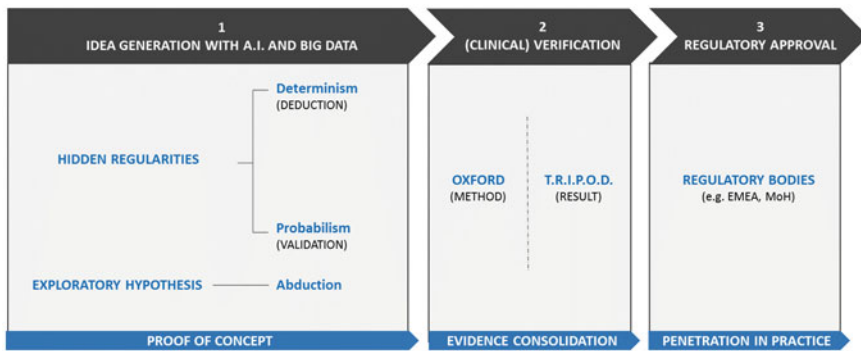 1
IDEA GENERATION WITH A.I. AND BIG DATA
Determinism
(DEDUCTION)
HIDDEN REGULARITIES
Probabilism
(VALIDATION)
EXPLORATORY HYPOTHESIS
Abduction
PROOF OF CONCEPT
2
(CLINICAL) VERIFICATION
OXFORD
(METHOD)
T.R.I.P.O.D.
(RESULT)
EVIDENCE CONSOLIDATION
3
REGULATORY APPROVAL
REGULATORY BODIES
(e.g. EMEA, MoH)
PENETRATION IN PRACTICE